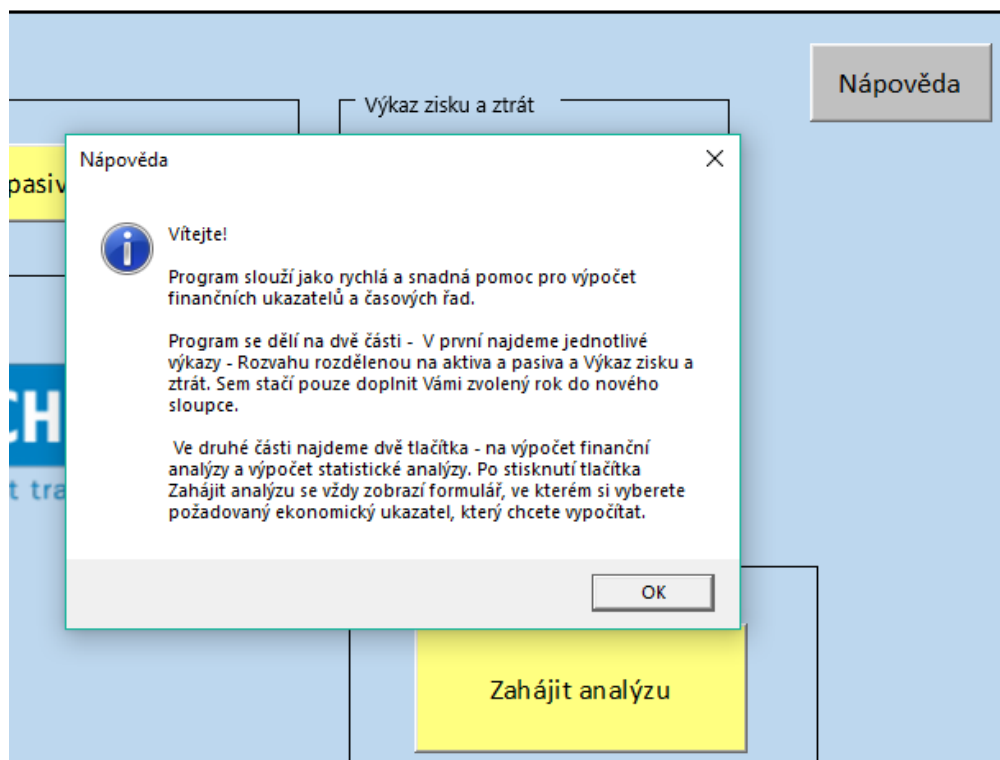 Nápověda
Výkaz zisku a ztrát
Nápověda
Vítejte!
Program slouží jako rychlá a snadná pomoc pro výpočet
finančních ukazatelů a časových řad.
Program se dělí na dvě části -  V první najdeme jednotlivé
výkazy - Rozvahu rozdělenou na aktiva a pasiva a Výkaz zisku a
ztrát. Sem stačí pouze doplnit Vámi zvolený rok do nového
sloupce.
Ve druhé části najdeme dvě tlačítka - na výpočet finanční
analýzy a výpočet statistické analýzy. Po stisknutí tlačítka
Zahájit analýzu se vždy zobrazí formulář, ve kterém si vyberete
požadovaný ekonomický ukazatel, který chcete vypočítat.
OK
Zahájit analýzu